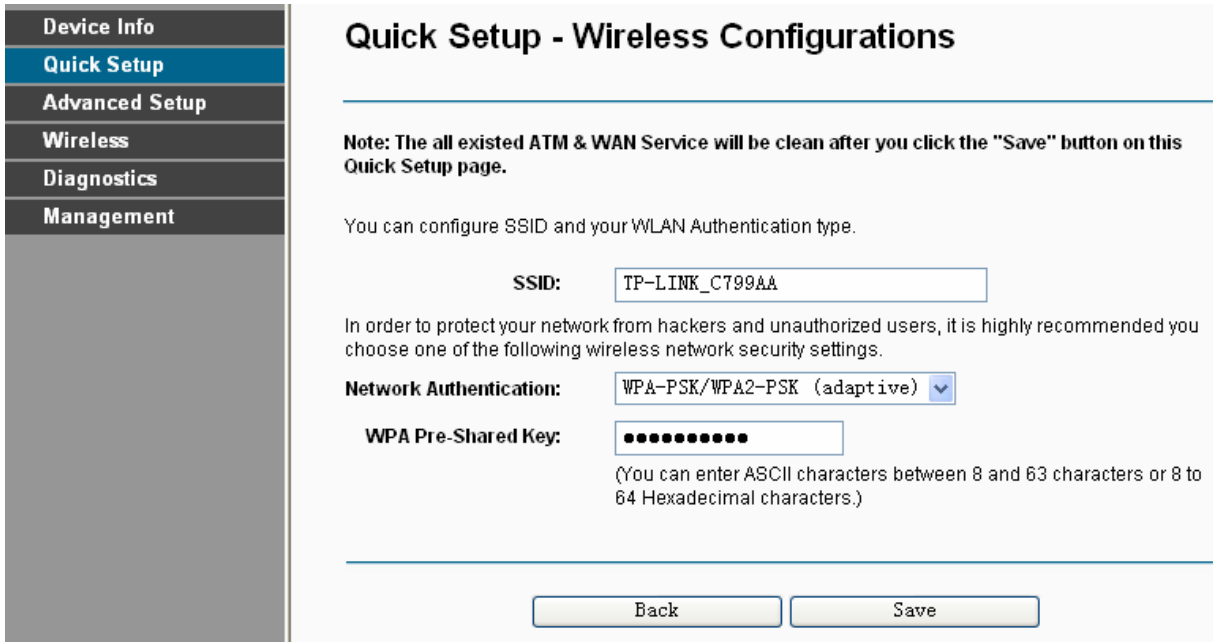 Device Info
Quick Setup
Advanced Setup
Wireless
Diagnostics
Management
Quick Setup - Wireless Configurations
Note: The all existed ATM & WAN Service will be clean after you click the "Save" button on this
Quick Setup page.
You can configure SSID and your WLAN Authentication type.
SSID: TP-LINK_C799AA
In order to protect your network from hackers and unauthorized users, it is highly recommended you
choose one of the following wireless network security settings.
Network Authentication: WPA-PSK/WPA2-PSK (adaptive)
WPA Pre-Shared Key: ●●●●●●●●●●
(You can enter ASCII characters between 8 and 63 characters or 8 to
64 Hexadecimal characters.)
Back Save